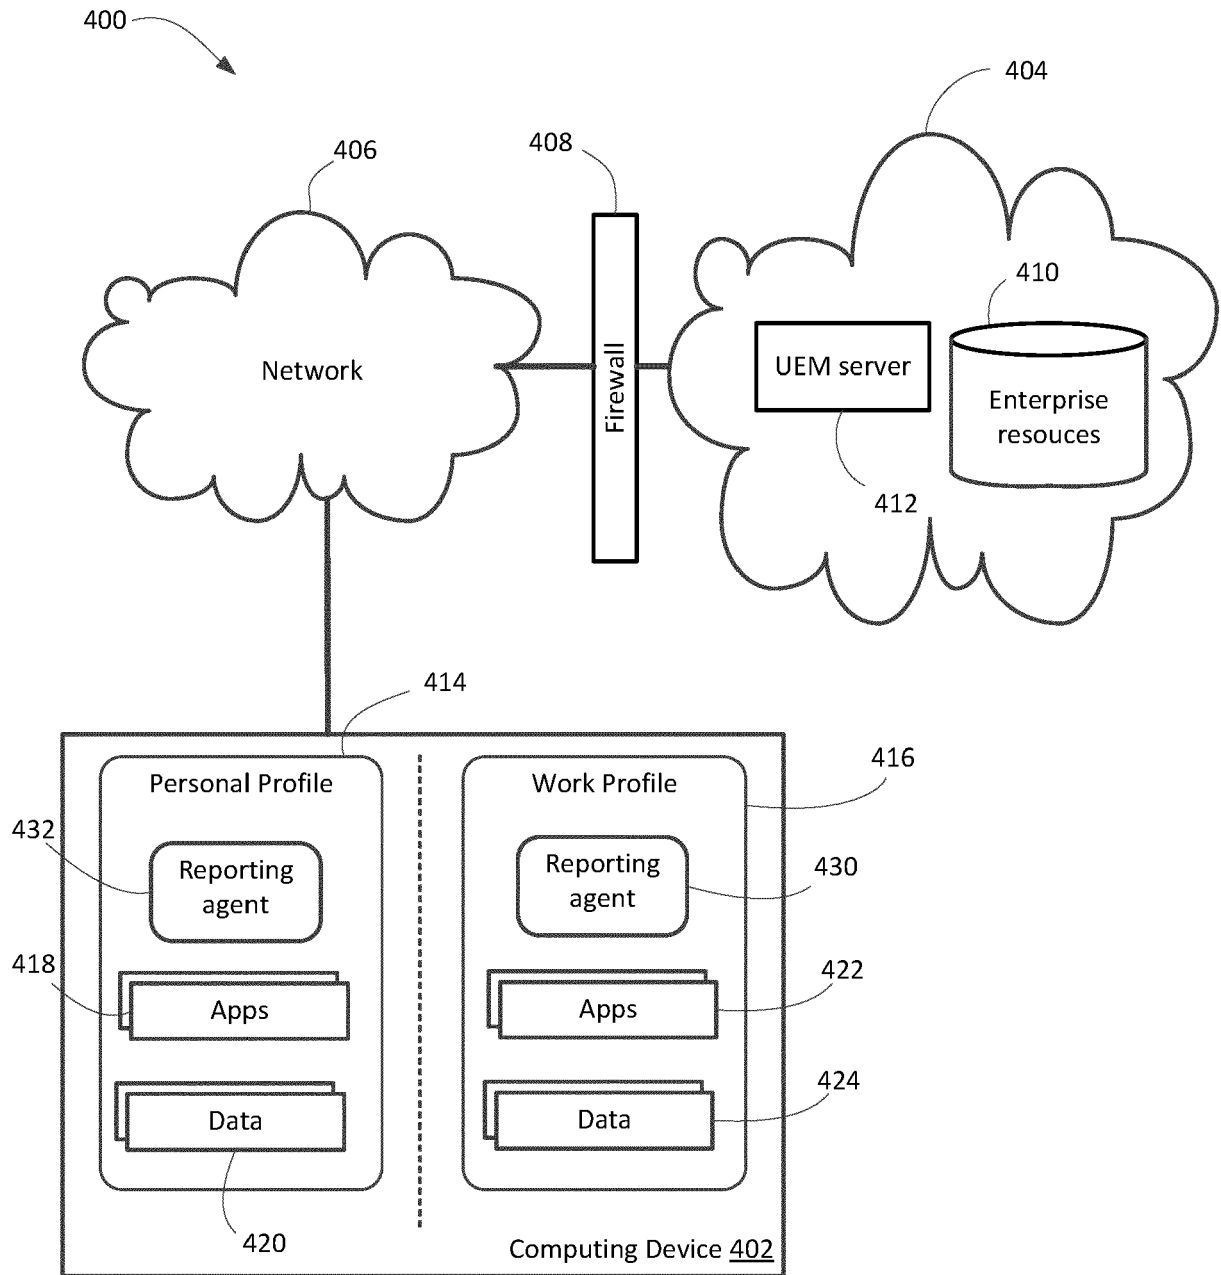 400
404
406
408
410
Network
Firewall
UEM server
Enterprise
resouces
412
414
416
Personal Profile
Work Profile
432
Reporting
agent
Reporting
agent
430
418
Apps
Apps
422
Data
Data
424
420
Computing Device 402